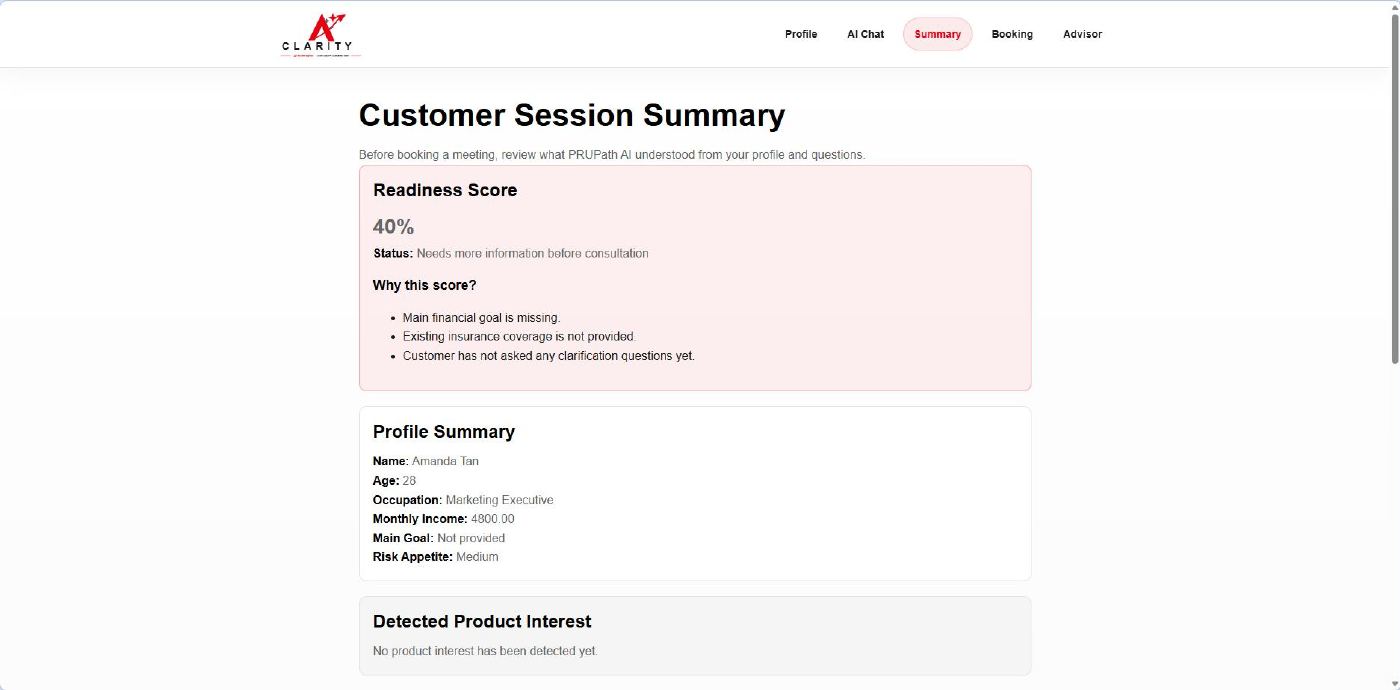 CLARITY
Profile
AI Chat
Summary
Booking
Advisor
Customer Session Summary
Before booking a meeting, review what PRUPath AI understood from your profile and questions.
Readiness Score
40%
Status: Needs more information before consultation
Why this score?
• Main financial goal is missing.
• Existing insurance coverage is not provided.
• Customer has not asked any clarification questions yet.
Profile Summary
Name: Amanda Tan
Age: 28
Occupation: Marketing Executive
Monthly Income: 4800.00
Main Goal: Not provided
Risk Appetite: Medium
Detected Product Interest
No product interest has been detected yet.